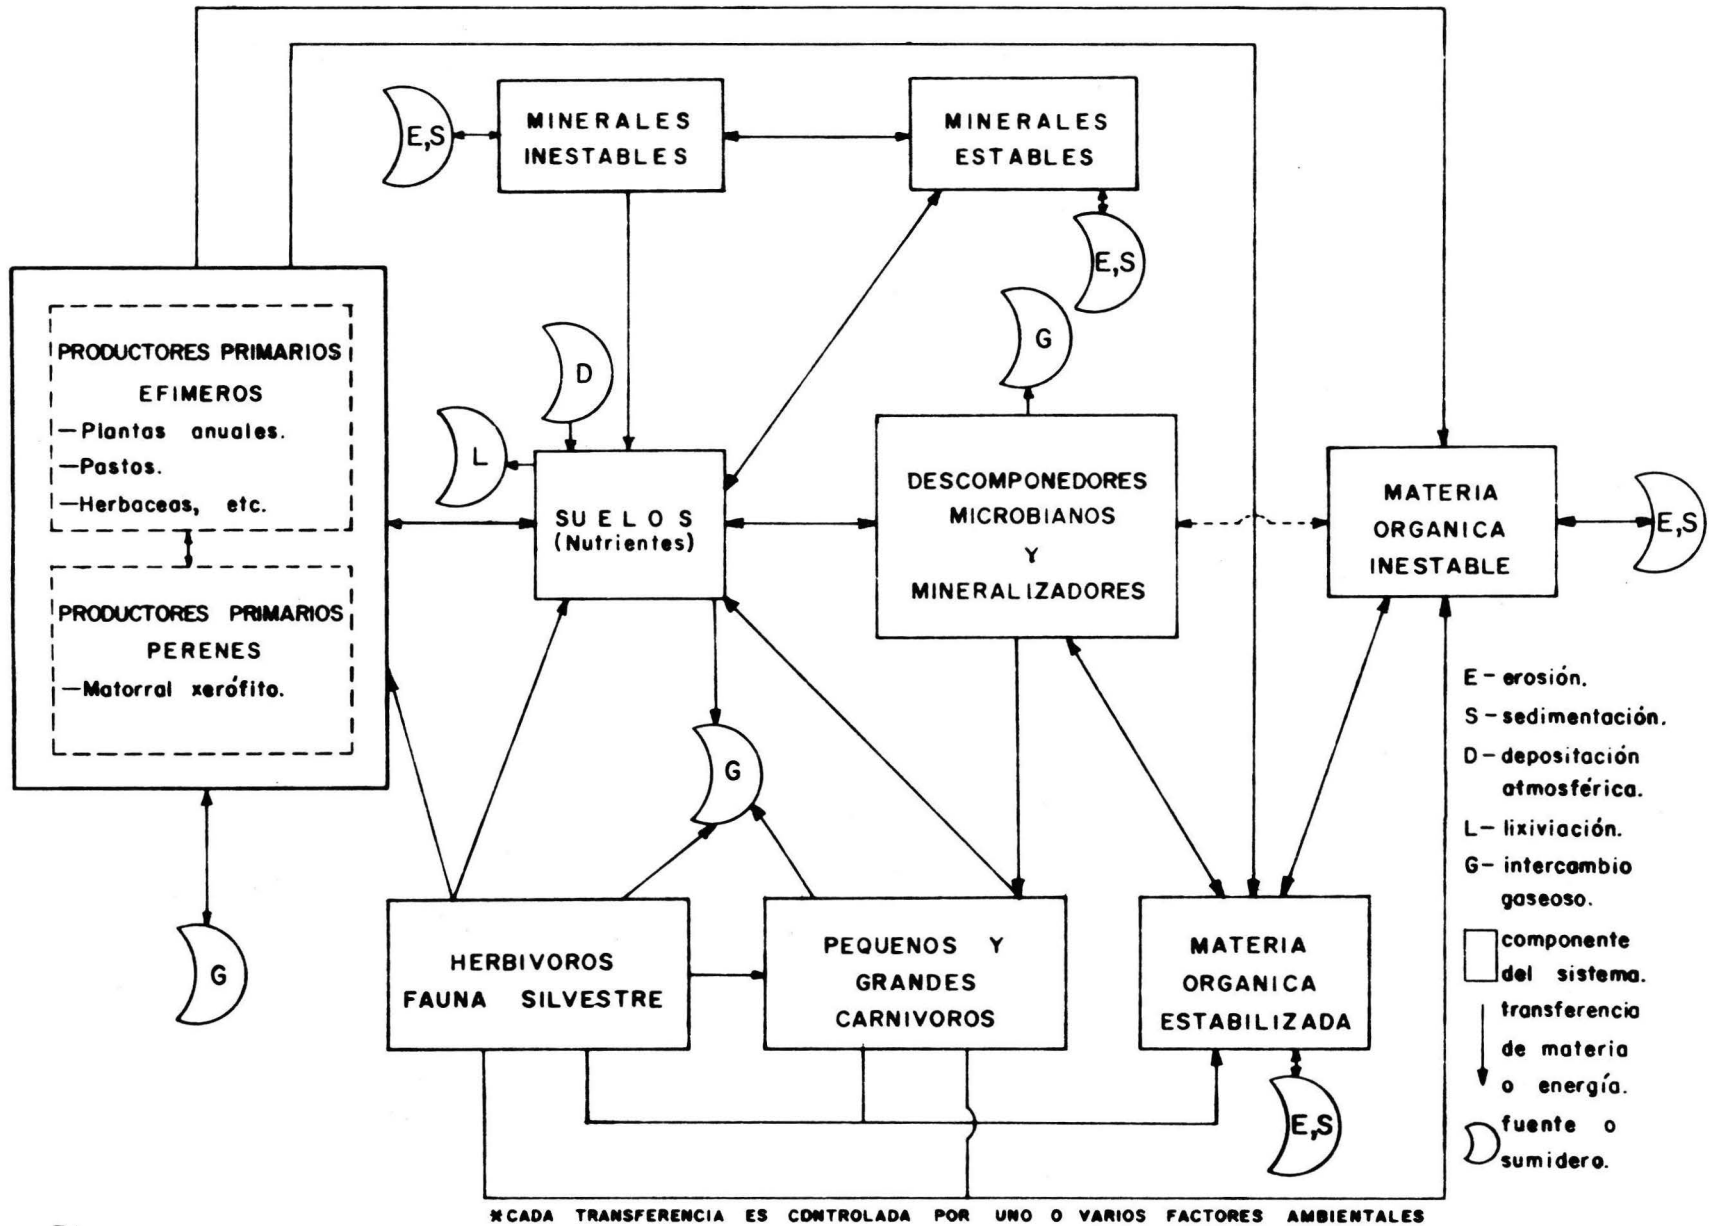 MINERALES
INESTABLES
MINERALES
ESTABLES
E,S
E,S
G
D
L
PRODUCTORES PRIMARIOS
EFIMEROS
—Plantas anuales.
—Pastos.
—Herbaceas, etc.
PRODUCTORES PRIMARIOS
PERENES
—Matorral xerófito.
SUELOS
(Nutrientes)
DESCOMPONEDORES
MICROBIANOS
Y
MINERALIZADORES
MATERIA
ORGANICA
INESTABLE
E,S
G
G
HERBIVOROS
FAUNA SILVESTRE
PEQUENOS Y
GRANDES
CARNIVOROS
MATERIA
ORGANICA
ESTABILIZADA
E,S
E- erosión.
S- sedimentación.
D- depositación
atmosférica.
L- lixiviación.
G- intercambio
gaseoso.
componente
del sistema.
transferencia
de materia
o energía.
fuente o
sumidero.
*CADA TRANSFERENCIA ES CONTROLADA POR UNO O VARIOS FACTORES AMBIENTALES